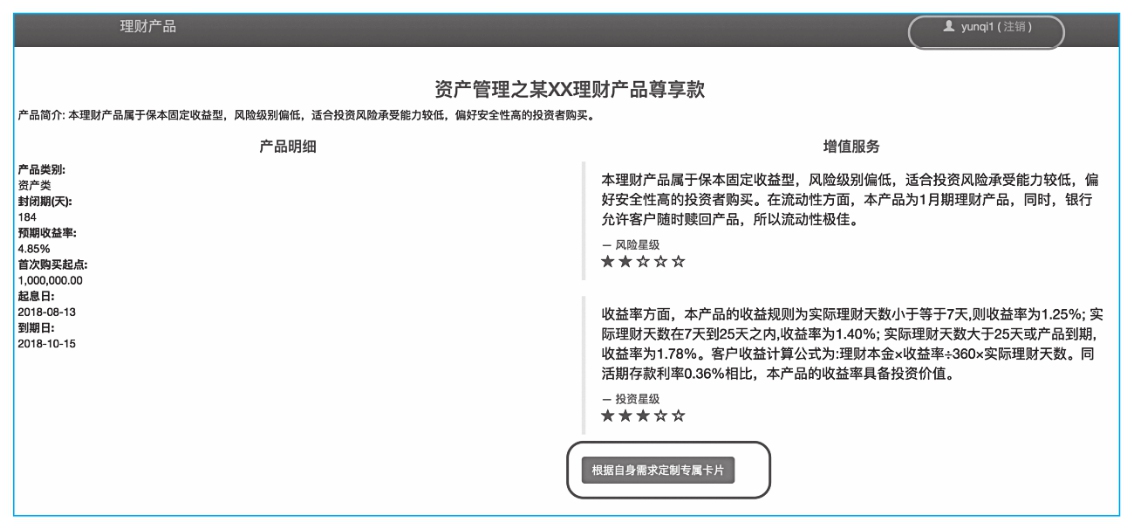 理财产品
yunqi1 ( 注销 )
资产管理之某XX理财产品尊享款
产品简介: 本理财产品属于保本固定收益型，风险级别偏低，适合投资风险承受能力较低，偏好安全性高的投资者购买。
产品明细
产品类别:
资产类
封闭期(天):
184
预期收益率:
4.85%
首次购买起点:
1,000,000.00
起息日:
2018-08-13
到期日:
2018-10-15
增值服务
本理财产品属于保本固定收益型，风险级别偏低，适合投资风险承受能力较低，偏
好安全性高的投资者购买。在流动性方面，本产品为1月期理财产品，同时，银行
允许客户随时赎回产品，所以流动性极佳。
— 风险星级
★★☆☆☆
收益率方面，本产品的收益规则为实际理财天数小于等于7天,则收益率为1.25%; 实
际理财天数在7天到25天之内,收益率为1.40%; 实际理财天数大于25天或产品到期,
收益率为1.78%。客户收益计算公式为:理财本金×收益率÷360×实际理财天数。同
活期存款利率0.36%相比，本产品的收益率具备投资价值。
— 投资星级
★★★☆☆
根据自身需求定制专属卡片